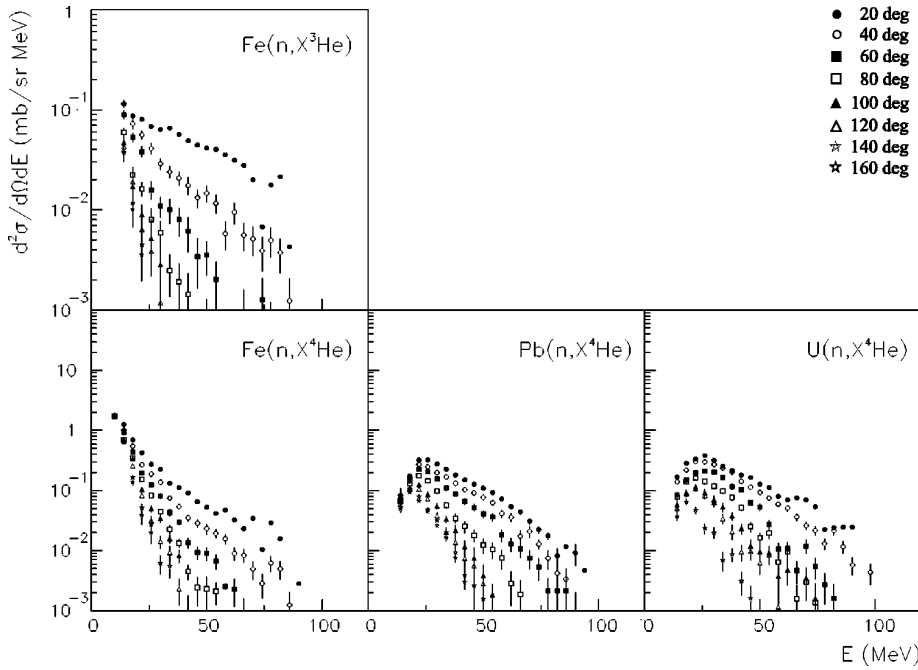 1
Fe(n,X³He)
10⁻¹
10⁻²
10⁻³
d²σ/dΩdE (mb/sr MeV)
20 deg
40 deg
60 deg
80 deg
100 deg
120 deg
140 deg
160 deg
Fe(n,X⁴He)
Pb(n,X⁴He)
U(n,X⁴He)
10
1
10⁻¹
10⁻²
10⁻³
0 50 100 0 50 100 0 50 100
E (MeV)